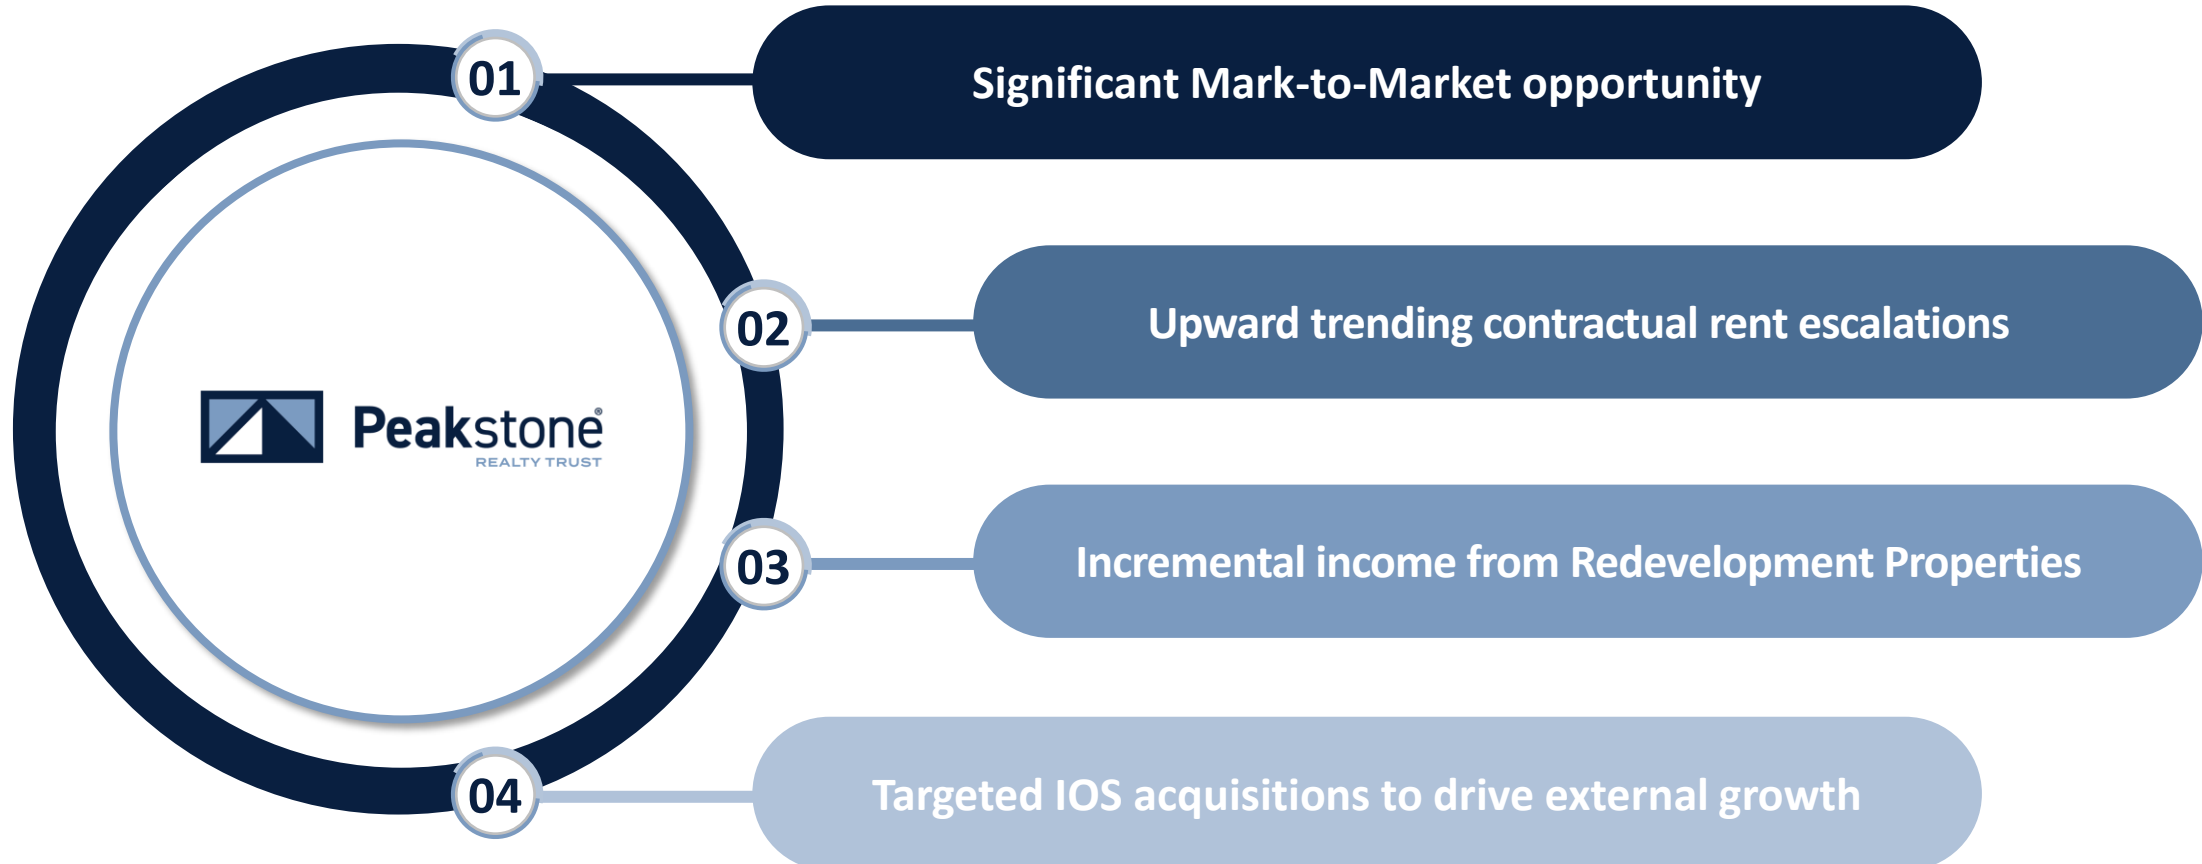 01
Significant Mark-to-Market opportunity
02
Upward trending contractual rent escalations
Peakstone®
REALTY TRUST
03
Incremental income from Redevelopment Properties
04
Targeted IOS acquisitions to drive external growth